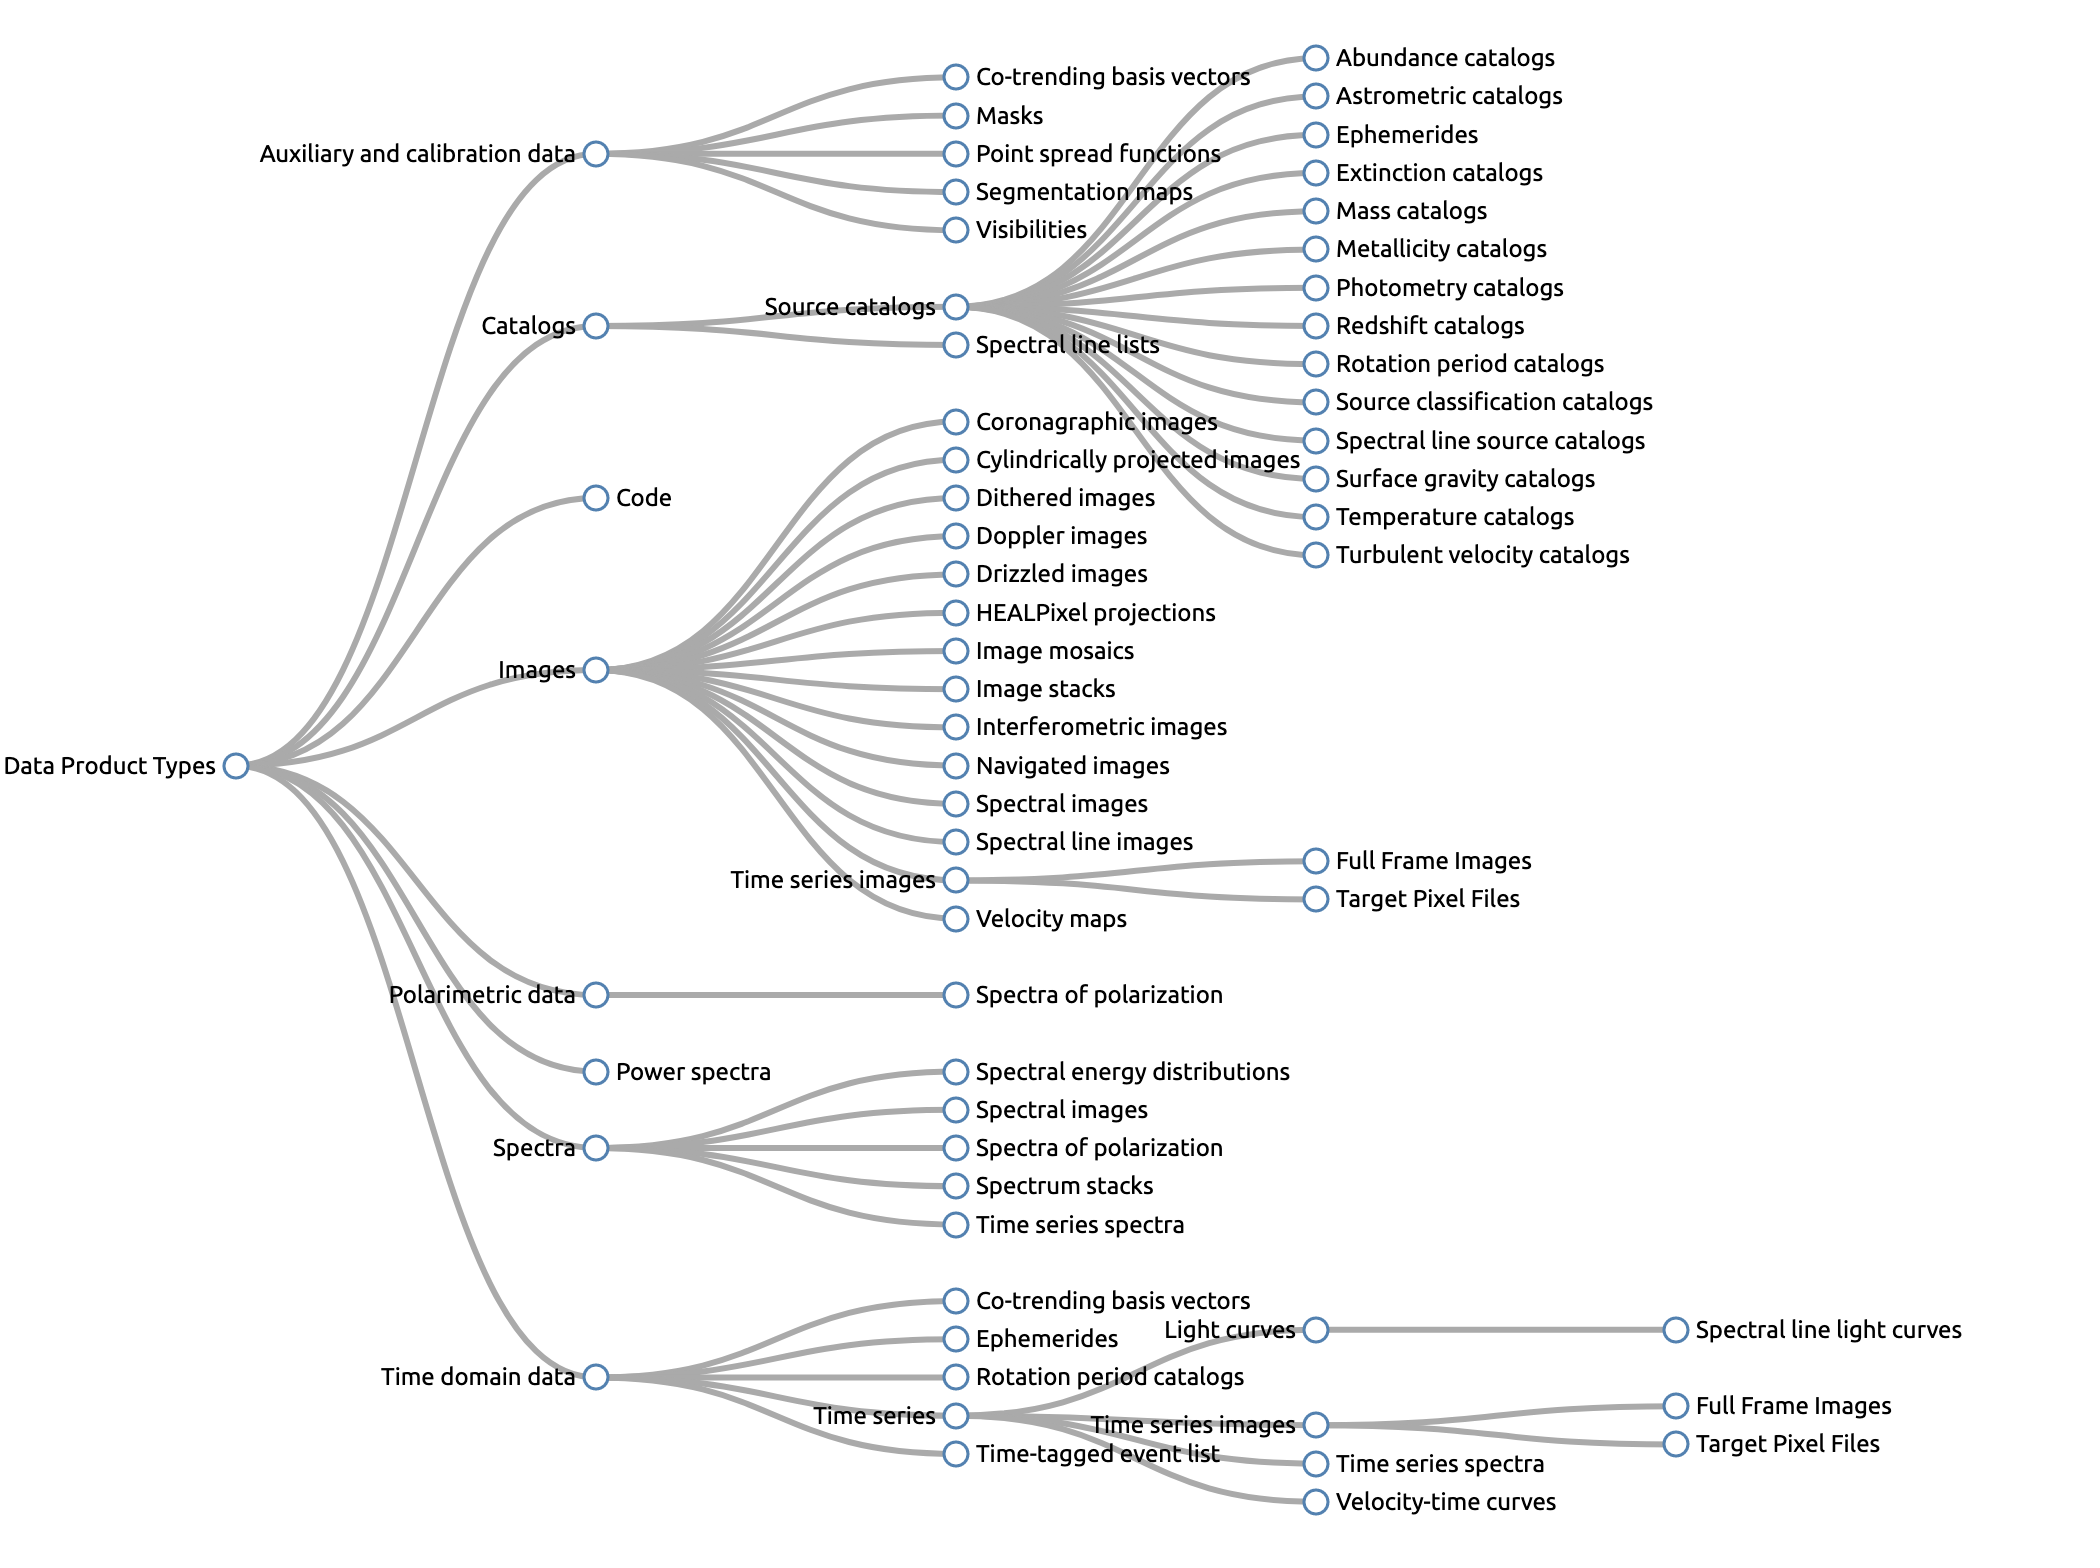 Data Product Types
Auxiliary and calibration data
Co-trending basis vectors
Masks
Point spread functions
Segmentation maps
Visibilities
Catalogs
Source catalogs
Abundance catalogs
Astrometric catalogs
Ephemerides
Extinction catalogs
Mass catalogs
Metallicity catalogs
Photometry catalogs
Redshift catalogs
Rotation period catalogs
Source classification catalogs
Spectral line source catalogs
Surface gravity catalogs
Temperature catalogs
Turbulent velocity catalogs
Spectral line lists
Code
Images
Coronagraphic images
Cylindrically projected images
Dithered images
Doppler images
Drizzled images
HEALPixel projections
Image mosaics
Image stacks
Interferometric images
Navigated images
Spectral images
Spectral line images
Time series images
Full Frame Images
Target Pixel Files
Velocity maps
Polarimetric data
Spectra of polarization
Power spectra
Spectra
Spectral energy distributions
Spectral images
Spectra of polarization
Spectrum stacks
Time series spectra
Time domain data
Co-trending basis vectors
Ephemerides
Rotation period catalogs
Time series
Light curves
Spectral line light curves
Time series images
Full Frame Images
Target Pixel Files
Time series spectra
Velocity-time curves
Time-tagged event list